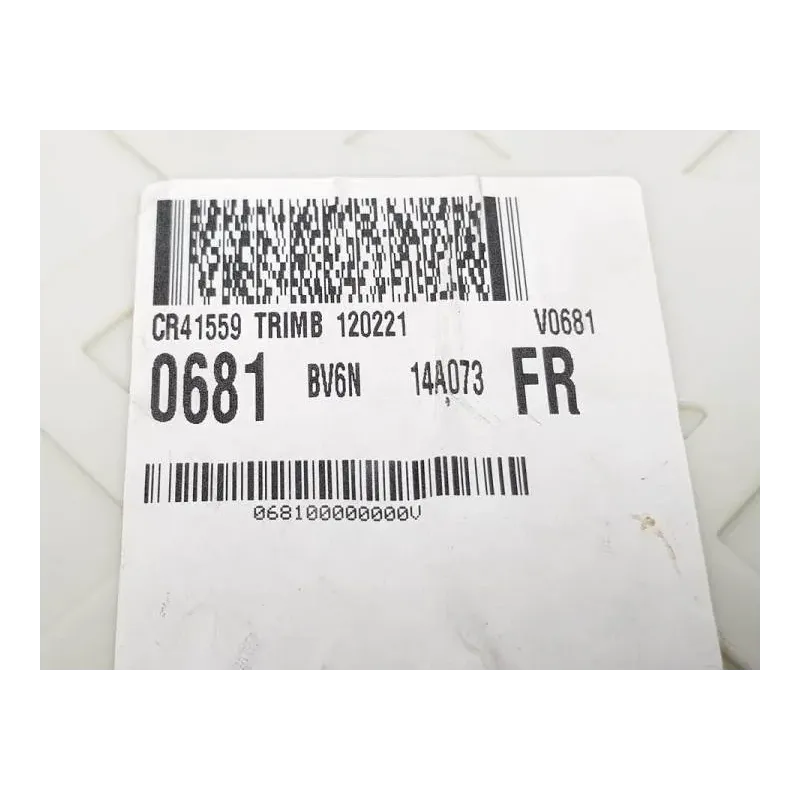 CR41559 TRIMB 120221 V0681
0681 BV6N 14A073 FR
068100000000V